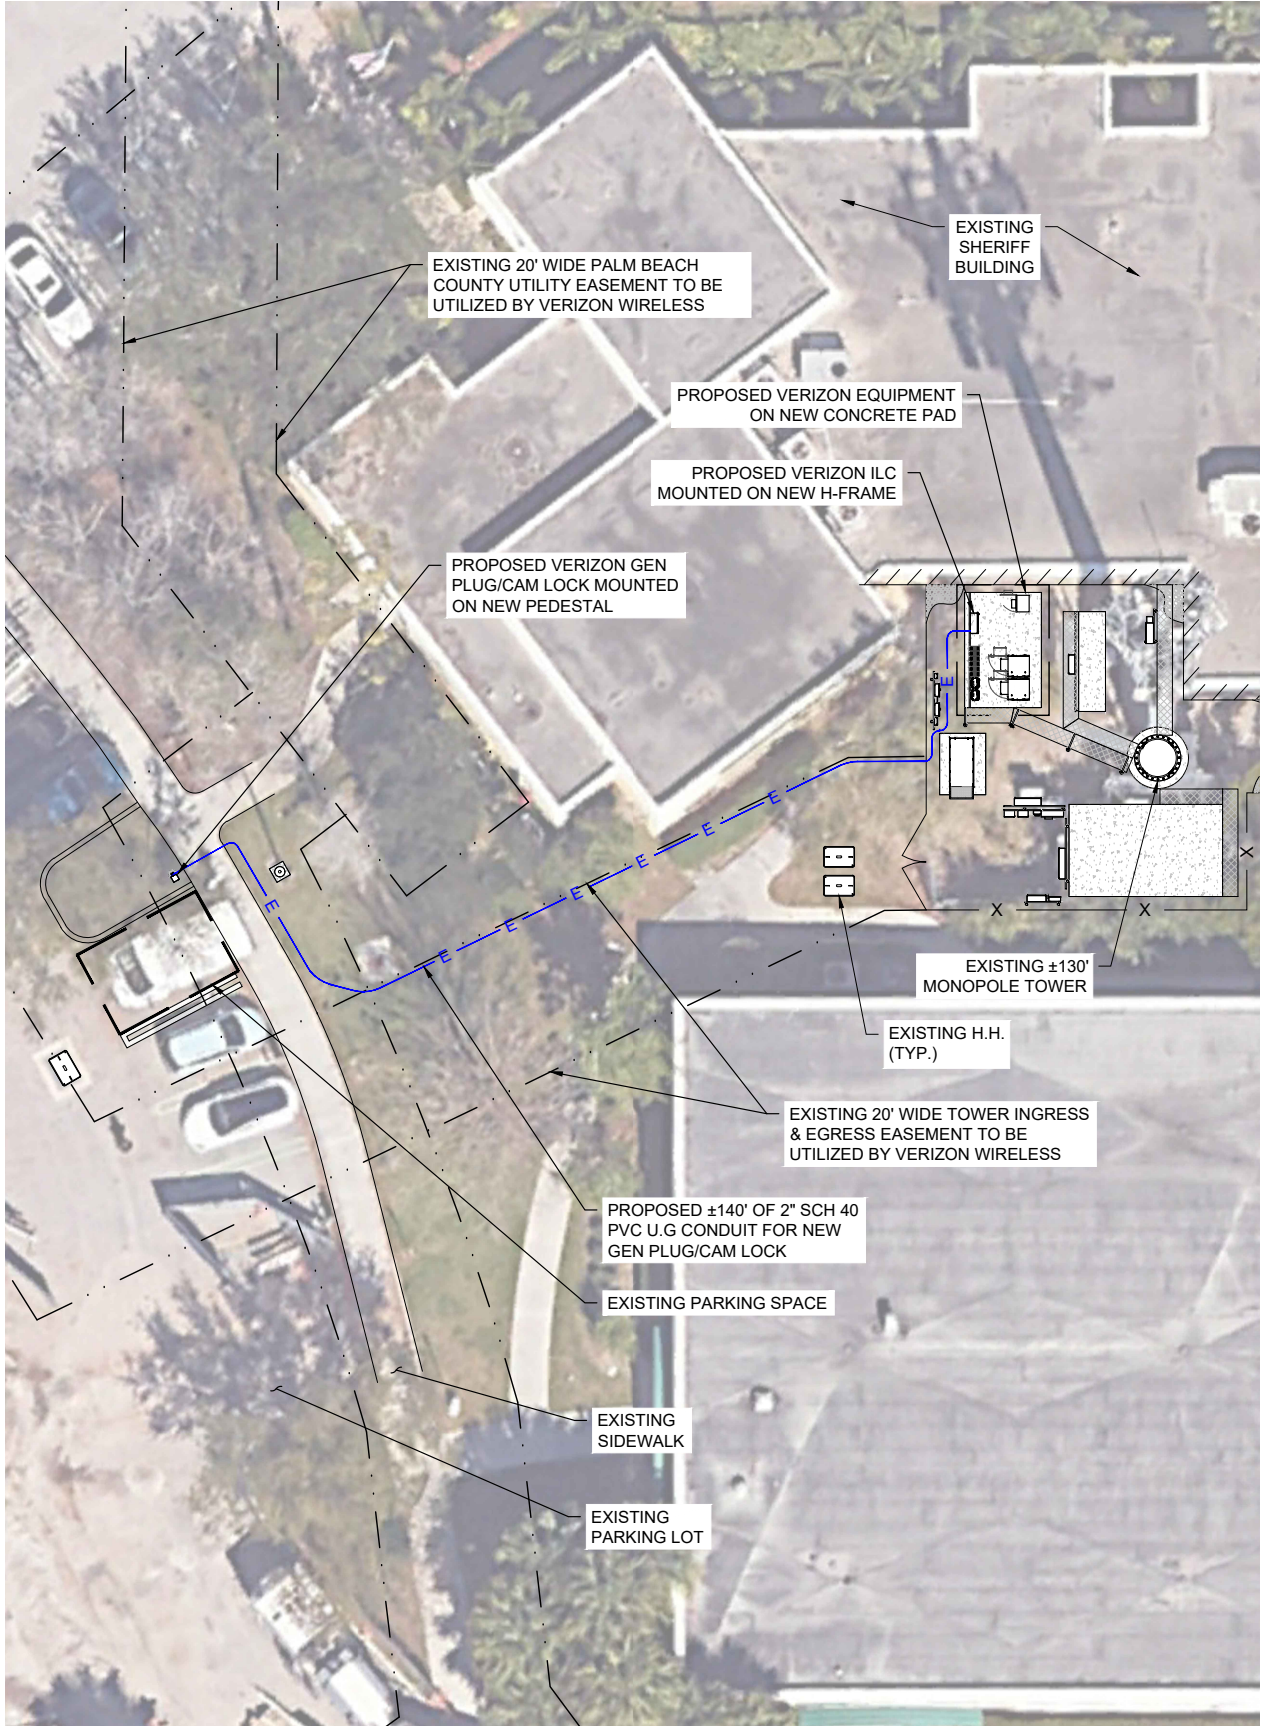 EXISTING
SHERIFF
BUILDING
EXISTING 20' WIDE PALM BEACH
COUNTY UTILITY EASEMENT TO BE
UTILIZED BY VERIZON WIRELESS
PROPOSED VERIZON EQUIPMENT
ON NEW CONCRETE PAD
PROPOSED VERIZON ILC
MOUNTED ON NEW H-FRAME
PROPOSED VERIZON GEN
PLUG/CAM LOCK MOUNTED
ON NEW PEDESTAL
E
E
E
E
E
E
E
E
X
X
X
EXISTING ±130'
MONOPOLE TOWER
EXISTING H.H.
(TYP.)
EXISTING 20' WIDE TOWER INGRESS
& EGRESS EASEMENT TO BE
UTILIZED BY VERIZON WIRELESS
PROPOSED ±140' OF 2" SCH 40
PVC U.G CONDUIT FOR NEW
GEN PLUG/CAM LOCK
EXISTING PARKING SPACE
EXISTING
SIDEWALK
EXISTING
PARKING LOT